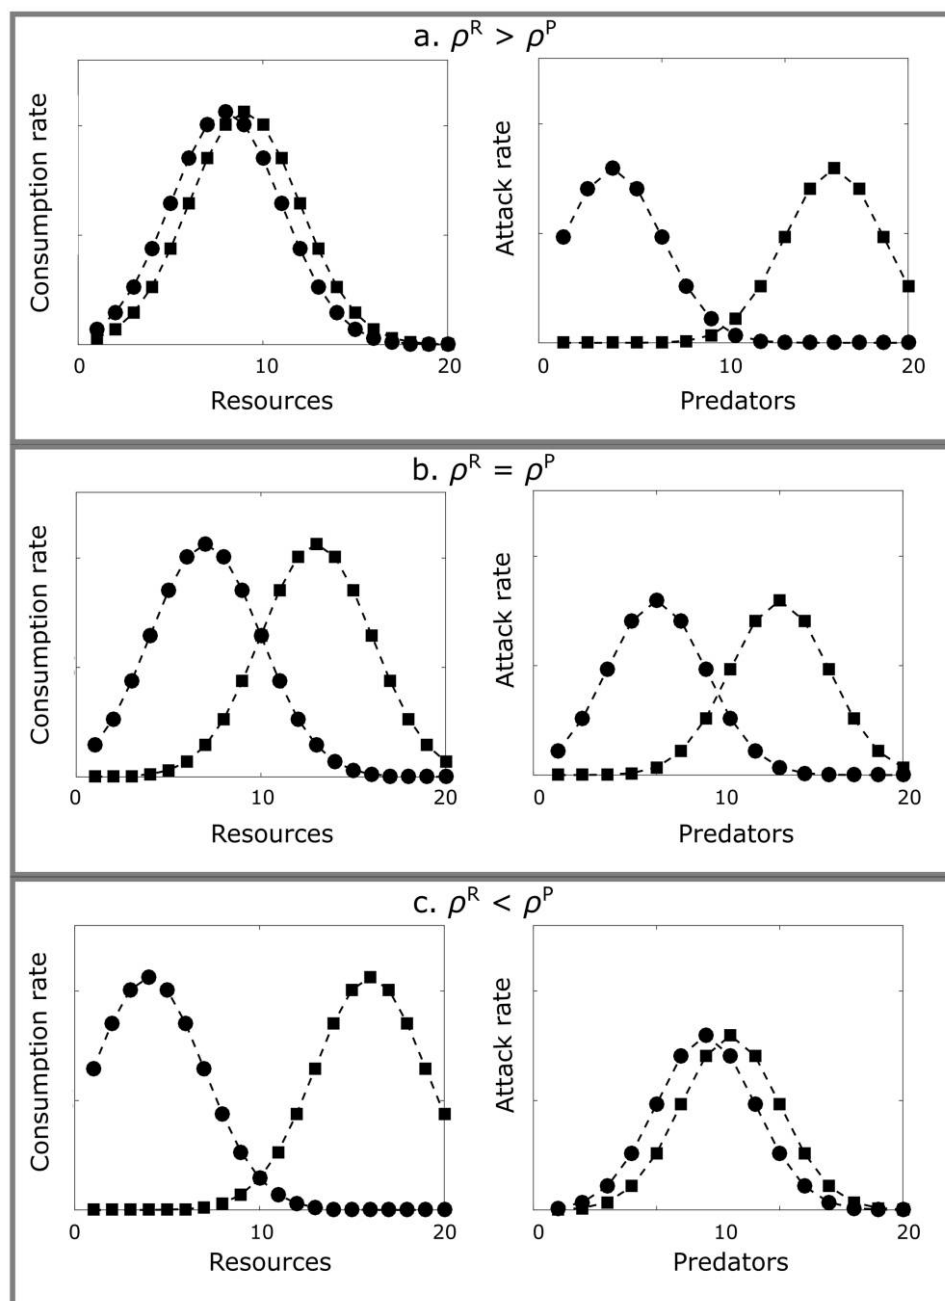 a. ρᴿ > ρᴾ
Consumption rate
0
10
20
Resources
Attack rate
0
10
20
Predators
b. ρᴿ = ρᴾ
Consumption rate
0
10
20
Resources
Attack rate
0
10
20
Predators
c. ρᴿ < ρᴾ
Consumption rate
0
10
20
Resources
Attack rate
0
10
20
Predators